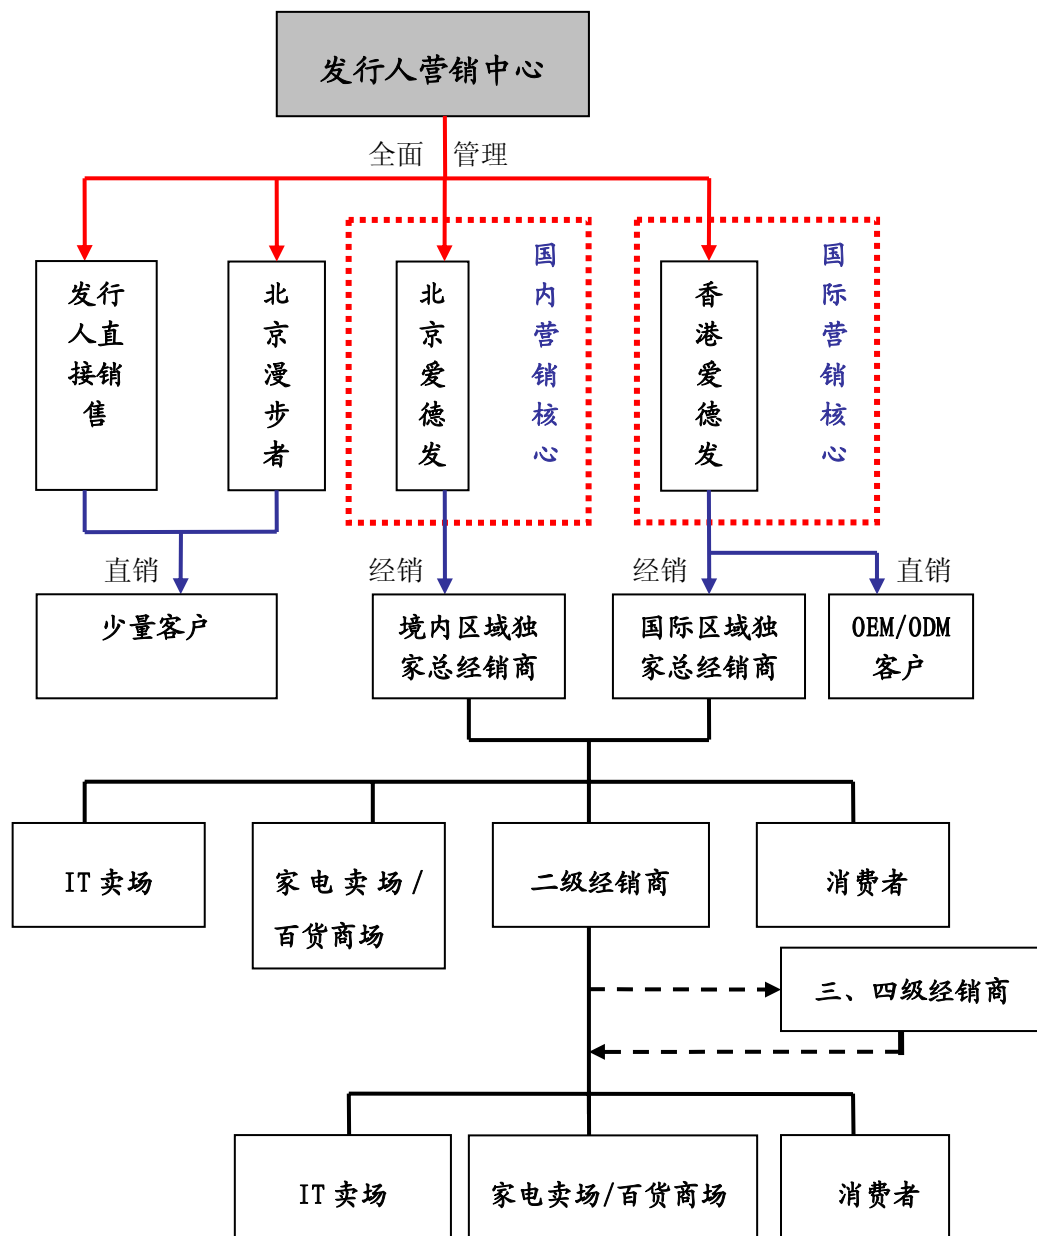 发行人营销中心
全面 管理
发行
人直
接销
售
北
京
漫
步
者
北
京
爱
德
发
国
内
营
销
核
心
香
港
爱
德
发
国
际
营
销
核
心
直销
经销
经销
直销
少量客户
境内区域独
家总经销商
国际区域独
家总经销商
OEM/ODM
客户
IT 卖场
家电卖场/
百货商场
二级经销商
消费者
三、四级经销商
IT 卖场
家电卖场/百货商场
消费者